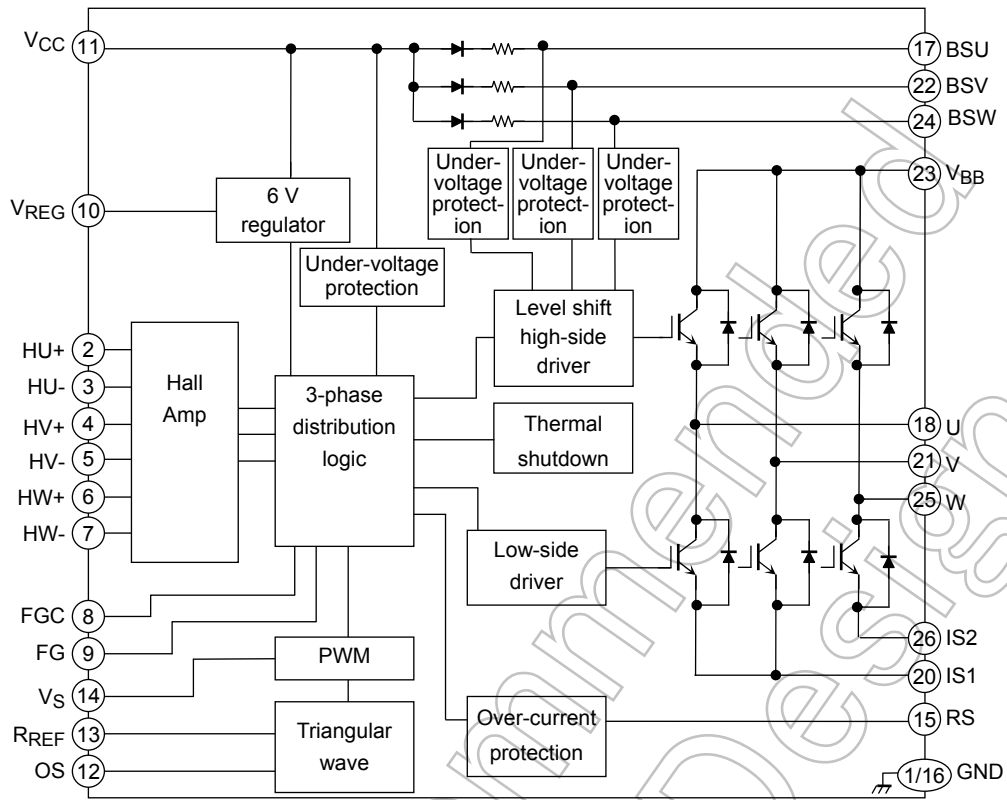 VCC 11
17 BSU
22 BSV
24 BSW
23 VBB
VREG 10
6 V
regulator
Under-
voltage
protect-
ion
Under-
voltage
protect-
ion
Under-
voltage
protect-
ion
Under-voltage
protection
Level shift
high-side
driver
HU+ 2
HU- 3
HV+ 4
HV- 5
HW+ 6
HW- 7
Hall
Amp
3-phase
distribution
logic
Thermal
shutdown
18 U
21 V
25 W
Low-side
driver
FGC 8
FG 9
VS 14
RREF 13
OS 12
PWM
Triangular
wave
Over-current
protection
26 IS2
20 IS1
15 RS
1/16 GND